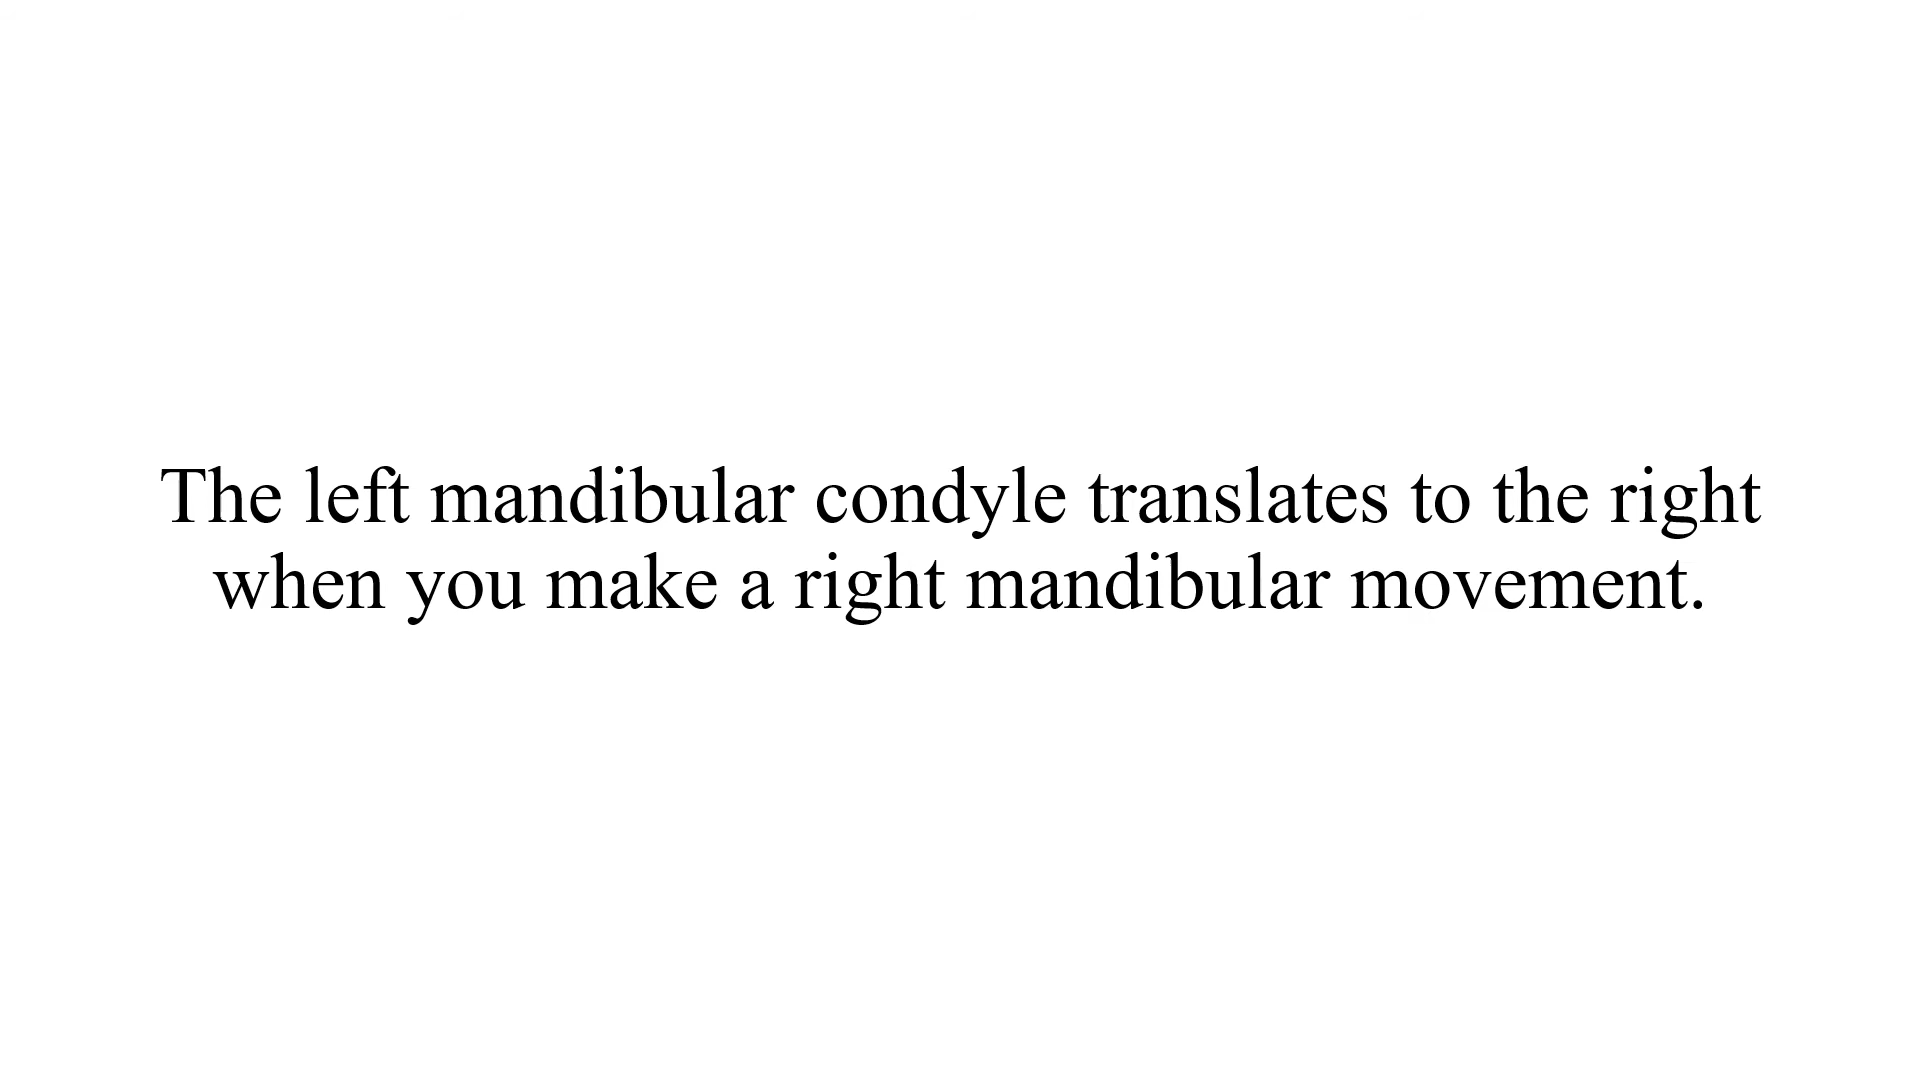 The left mandibular condyle translates to the right
when you make a right mandibular movement.